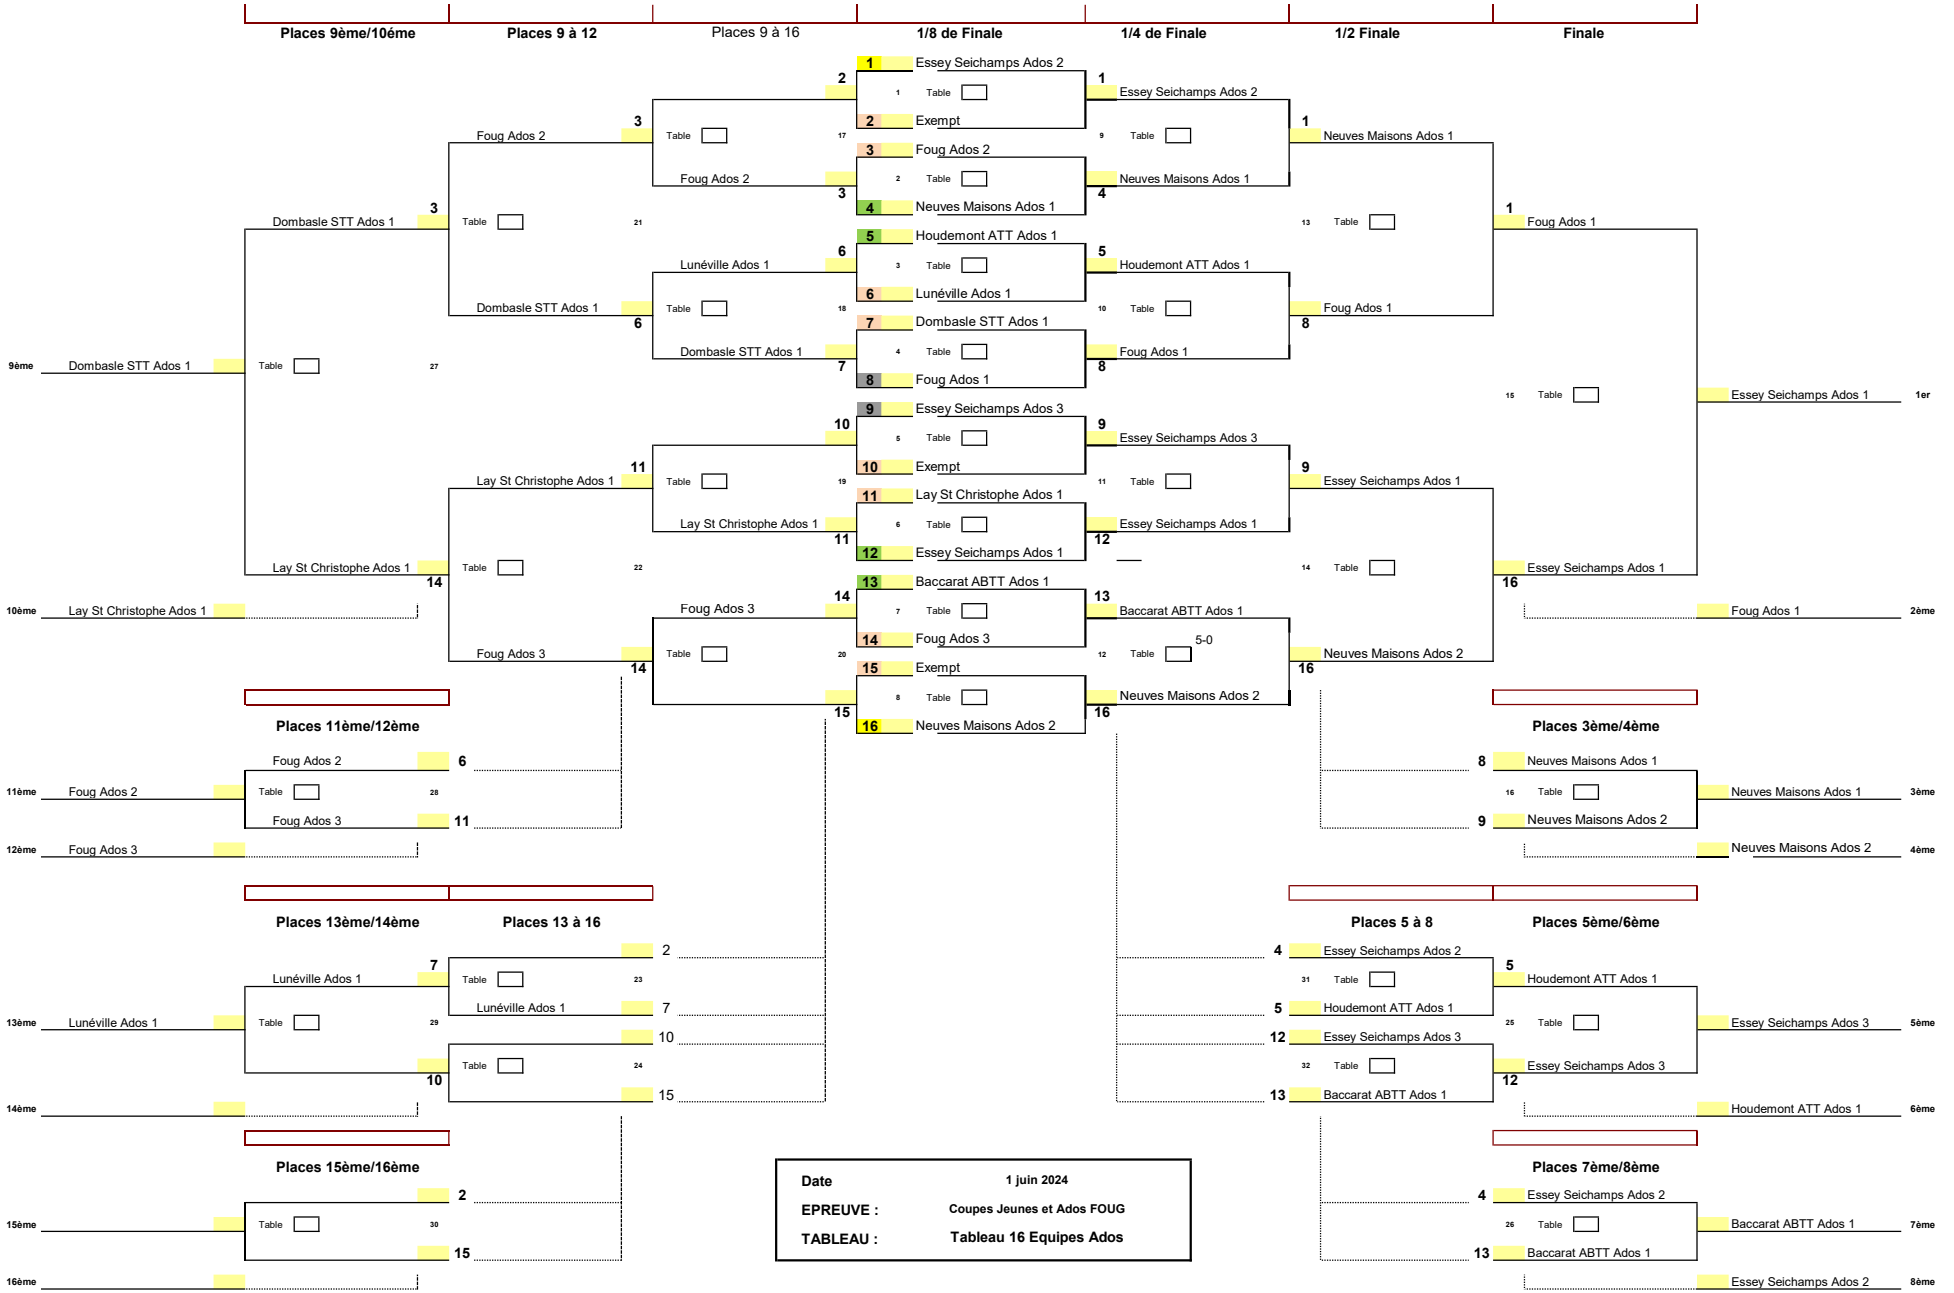 Places 9ème/10éme Places 9 à 12 Places 9 à 16 1/8 de Finale 1/4 de Finale 1/2 Finale Finale
1 Essey Seichamps Ados 2
2 1
1 Table Essey Seichamps Ados 2
3 2 Exempt 1
Foug Ados 2 Table 17 9 Table Neuves Maisons Ados 1
3 Foug Ados 2
Foug Ados 2 2 Table Neuves Maisons Ados 1
3 4
3 4 Neuves Maisons Ados 1 1
Dombasle STT Ados 1 Table 21 13 Table Foug Ados 1
5 Houdemont ATT Ados 1
6 5
Lunéville Ados 1 3 Table Houdemont ATT Ados 1
6 Lunéville Ados 1
Dombasle STT Ados 1 Table 18 10 Table Foug Ados 1
6 7 Dombasle STT Ados 1 8
Dombasle STT Ados 1 4 Table Foug Ados 1
9ème Dombasle STT Ados 1 Table 27 7 8
8 Foug Ados 1
15 Table Essey Seichamps Ados 1 1er
9 Essey Seichamps Ados 3
10 9
5 Table Essey Seichamps Ados 3
11 10 Exempt 9
Lay St Christophe Ados 1 Table 19 11 Table Essey Seichamps Ados 1
11 Lay St Christophe Ados 1
Lay St Christophe Ados 1 6 Table Essey Seichamps Ados 1
11 12
12 Essey Seichamps Ados 1
Lay St Christophe Ados 1 Table 22 14 Table Essey Seichamps Ados 1
14 13 Baccarat ABTT Ados 1 16
14 13
10ème Lay St Christophe Ados 1 Foug Ados 3 7 Table Baccarat ABTT Ados 1 Foug Ados 1 2ème
14 Foug Ados 3 5-0
Foug Ados 3 Table 20 12 Table Neuves Maisons Ados 2
14 15 Exempt 16
8 Table Neuves Maisons Ados 2
15 16
Places 11ème/12ème 16 Neuves Maisons Ados 2 Places 3ème/4ème
Foug Ados 2 6 8 Neuves Maisons Ados 1
11ème Foug Ados 2 Table 28 16 Table Neuves Maisons Ados 1 3ème
Foug Ados 3 11 9 Neuves Maisons Ados 2
12ème Foug Ados 3 Neuves Maisons Ados 2 4ème
Places 13ème/14ème Places 13 à 16 Places 5 à 8 Places 5ème/6ème
2 4 Essey Seichamps Ados 2
7 5
Lunéville Ados 1 Table 23 31 Table Houdemont ATT Ados 1
Lunéville Ados 1 7 5 Houdemont ATT Ados 1
13ème Lunéville Ados 1 Table 29 25 Table Essey Seichamps Ados 3 5ème
10 12 Essey Seichamps Ados 3
Table 24 32 Table Essey Seichamps Ados 3
10 12
15 13 Baccarat ABTT Ados 1
14ème Houdemont ATT Ados 1 6ème
Places 15ème/16ème Places 7ème/8ème
2 4 Essey Seichamps Ados 2
15ème Table 30 26 Table Baccarat ABTT Ados 1 7ème
15 13 Baccarat ABTT Ados 1
16ème Essey Seichamps Ados 2 8ème
Date 1 juin 2024
EPREUVE : Coupes Jeunes et Ados FOUG
TABLEAU : Tableau 16 Equipes Ados